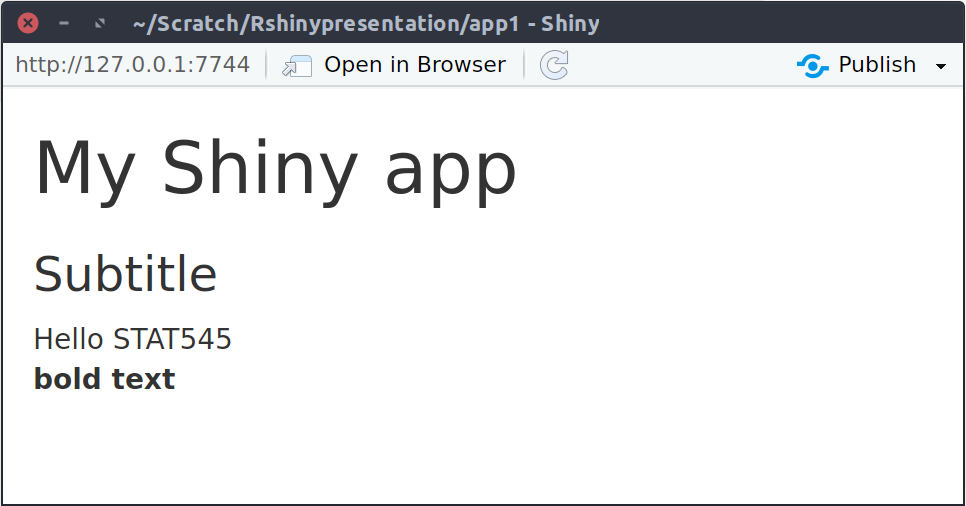 ~/Scratch/Rshinypresentation/app1 - Shiny
http://127.0.0.1:7744 Open in Browser Publish
My Shiny app
Subtitle
Hello STAT545
bold text